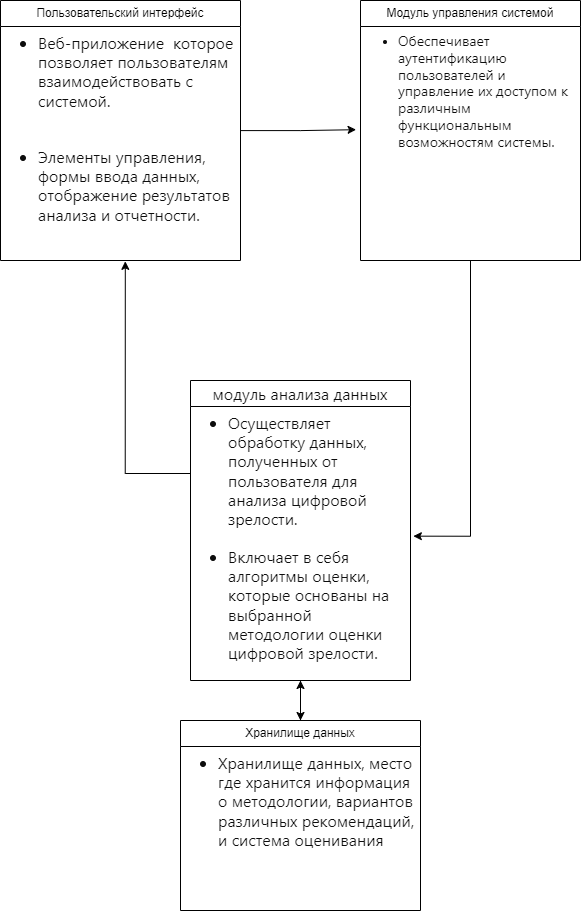 Пользовательский интерфейс
Веб-приложение которое
позволяет пользователям
взаимодействовать с
системой.
Элементы управления,
формы ввода данных,
отображение результатов
анализа и отчетности.
Модуль управления системой
Обеспечивает
аутентификацию
пользователей и
управление их доступом к
различным
функциональным
возможностям системы.
модуль анализа данных
Осуществляет
обработку данных,
полученных от
пользователя для
анализа цифровой
зрелости.
Включает в себя
алгоритмы оценки,
которые основаны на
выбранной
методологии оценки
цифровой зрелости.
Хранилище данных
Хранилище данных, место
где хранится информация
о методологии, вариантов
различных рекомендаций,
и система оценивания